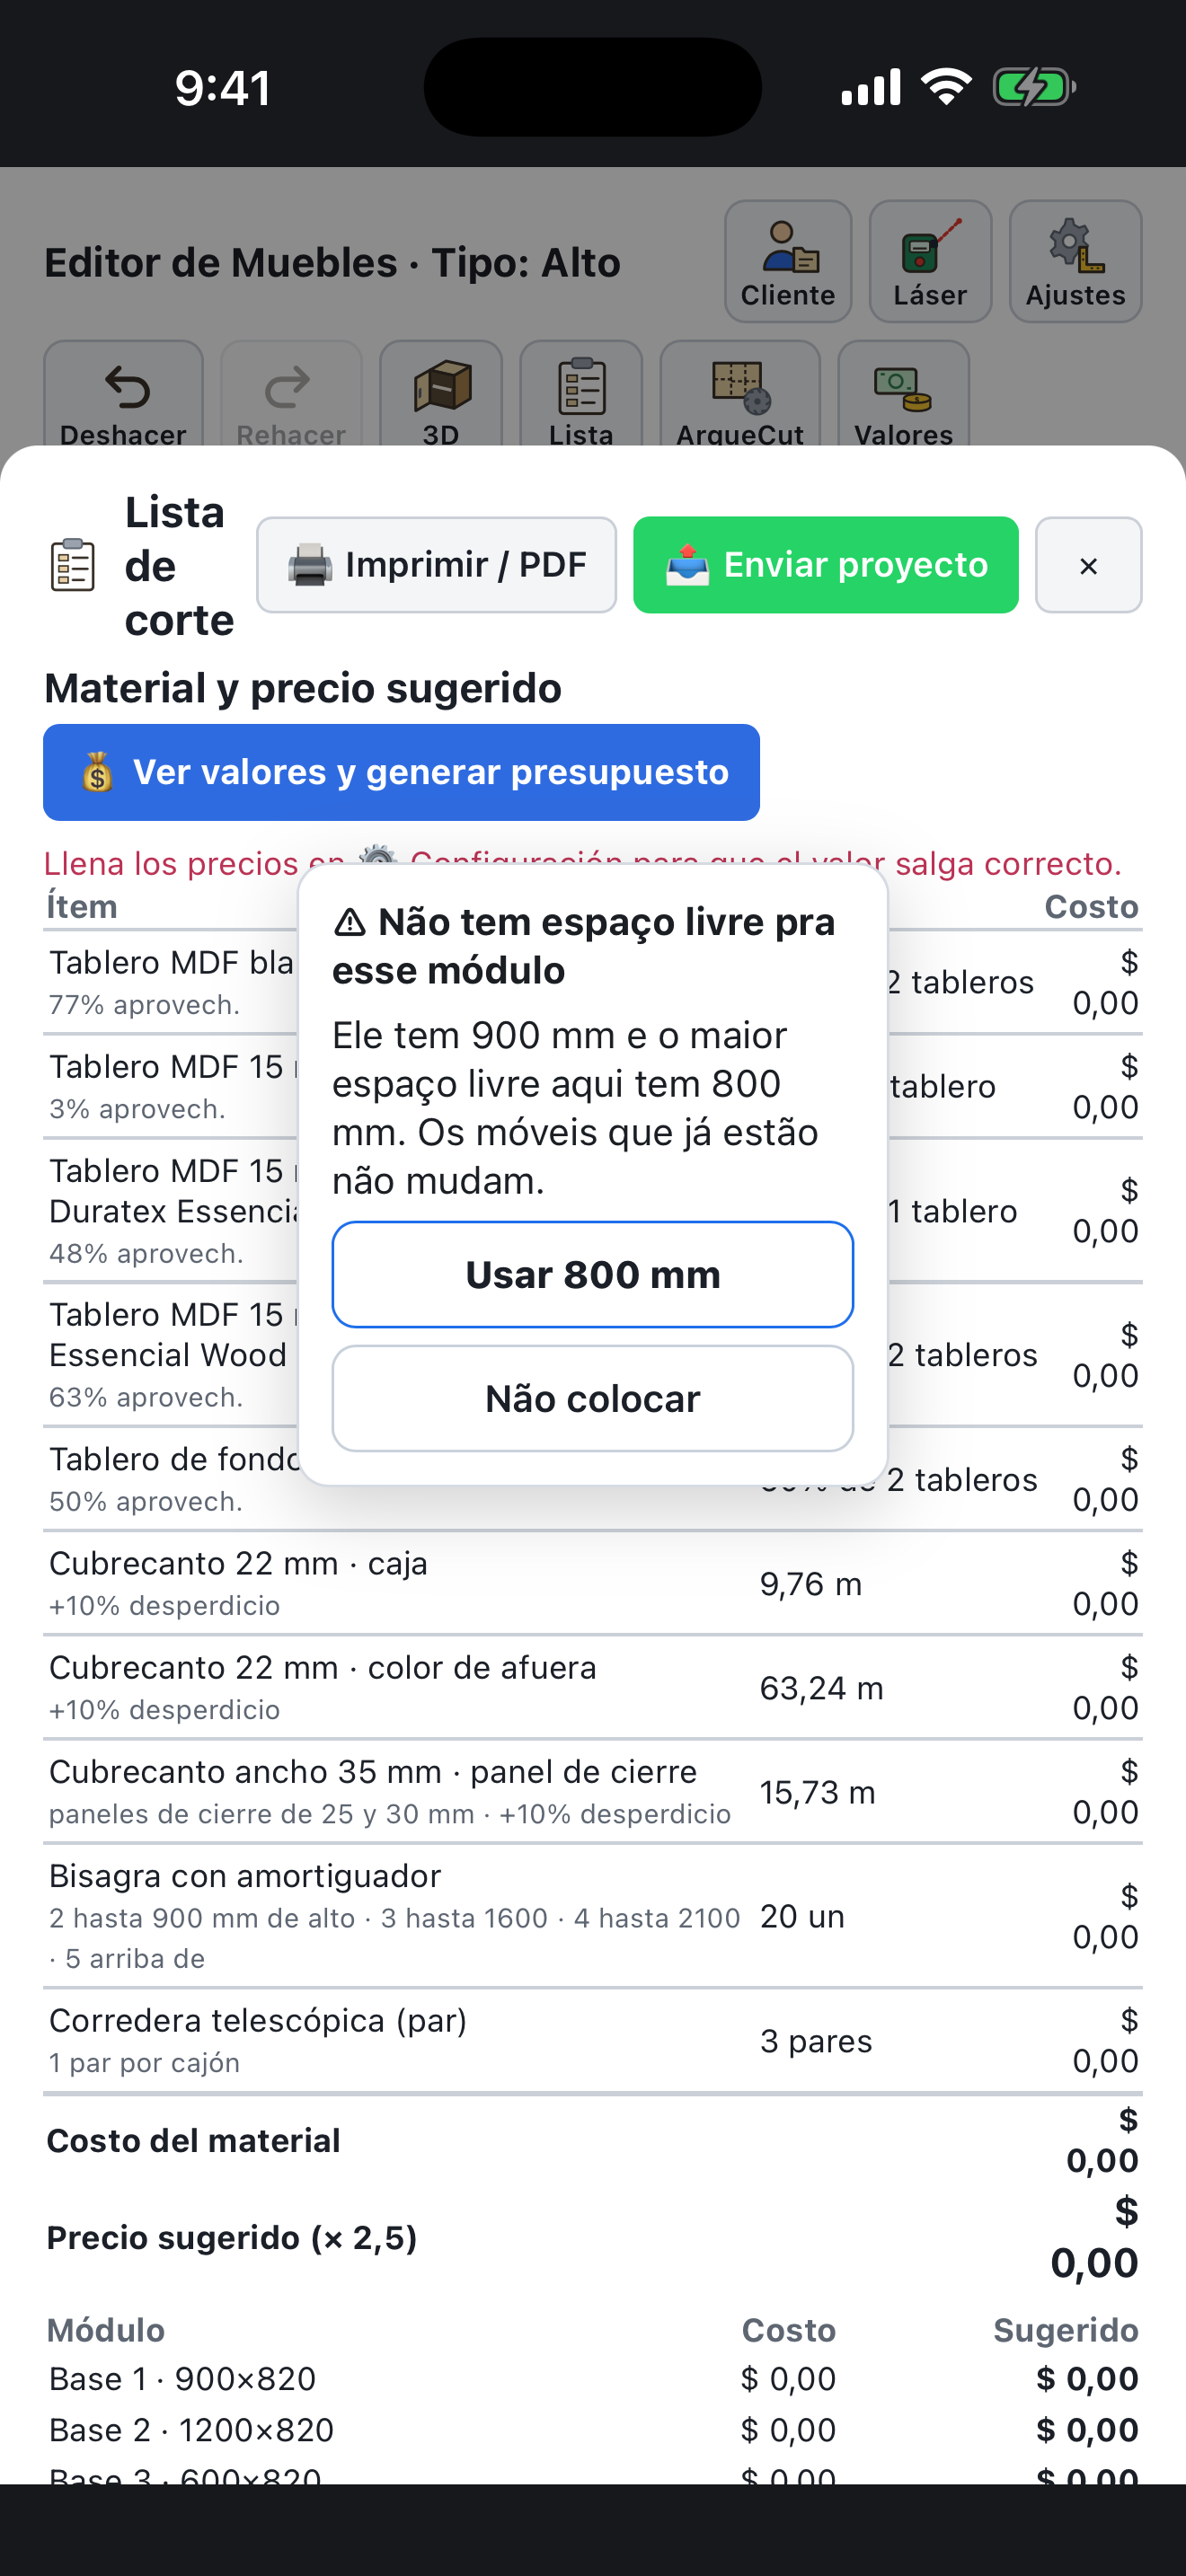 9:41
Editor de Muebles · Tipo: Alto
Cliente
Láser
Ajustes
Deshacer
Rehacer
3D
Lista
ArqueCut
Valores
Lista de corte
Imprimir / PDF
Enviar proyecto
×
Material y precio sugerido
Ver valores y generar presupuesto
Llena los precios en Configuración para que el valor salga correcto.
Ítem
Costo
⚠ Não tem espaço livre pra
esse módulo
Ele tem 900 mm e o maior
espaço livre aqui tem 800
mm. Os móveis que já estão
não mudam.
Usar 800 mm
Não colocar
Tablero MDF
2 tableros
$ 0,00
77% aprovech.
Tablero MDF 15
tablero
$ 0,00
3% aprovech.
Tablero MDF 15
Duratex
1 tablero
$ 0,00
48% aprovech.
Tablero MDF 15
Essencial Wood
2 tableros
$ 0,00
63% aprovech.
Tablero de
2 tableros
$ 0,00
50% aprovech.
Cubrecanto 22 mm · caja
+10% desperdicio
9,76 m
$ 0,00
Cubrecanto 22 mm · color de afuera
+10% desperdicio
63,24 m
$ 0,00
Cubrecanto ancho 35 mm · panel de cierre
paneles de cierre de 25 y 30 mm · +10% desperdicio
15,73 m
$ 0,00
Bisagra con amortiguador
2 hasta 900 mm de alto · 3 hasta 1600 · 4 hasta 2100
· 5 arriba de
20 un
$ 0,00
Corredera telescópica (par)
1 par por cajón
3 pares
$ 0,00
Costo del material
$ 0,00
Precio sugerido (× 2,5)
$ 0,00
Módulo Costo Sugerido
Base 1 · 900×820 $ 0,00 $ 0,00
Base 2 · 1200×820 $ 0,00 $ 0,00
Base 3 · 600×820 $ 0,00 $ 0,00